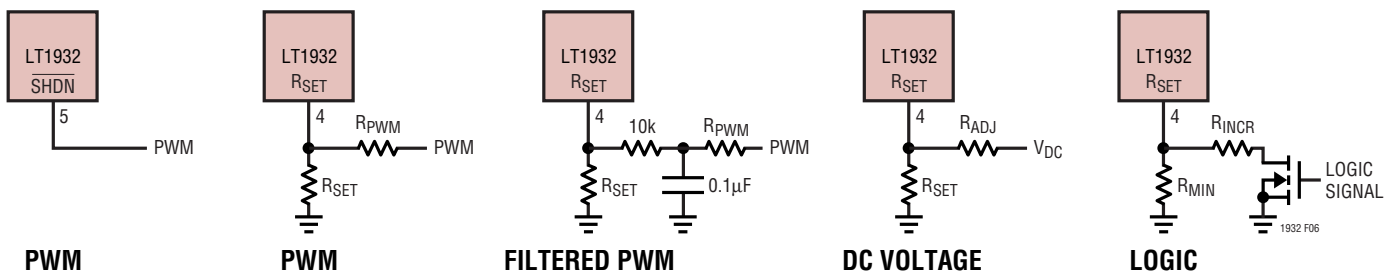 LT1932
SHDN
5
PWM
PWM
LT1932
RSET
4
RPWM
PWM
RSET
PWM
LT1932
RSET
4
10k
RPWM
PWM
RSET
0.1µF
FILTERED PWM
LT1932
RSET
4
RADJ
VDC
RSET
DC VOLTAGE
LT1932
RSET
4
RINCR
RMIN
LOGIC
SIGNAL
1932 F06
LOGIC